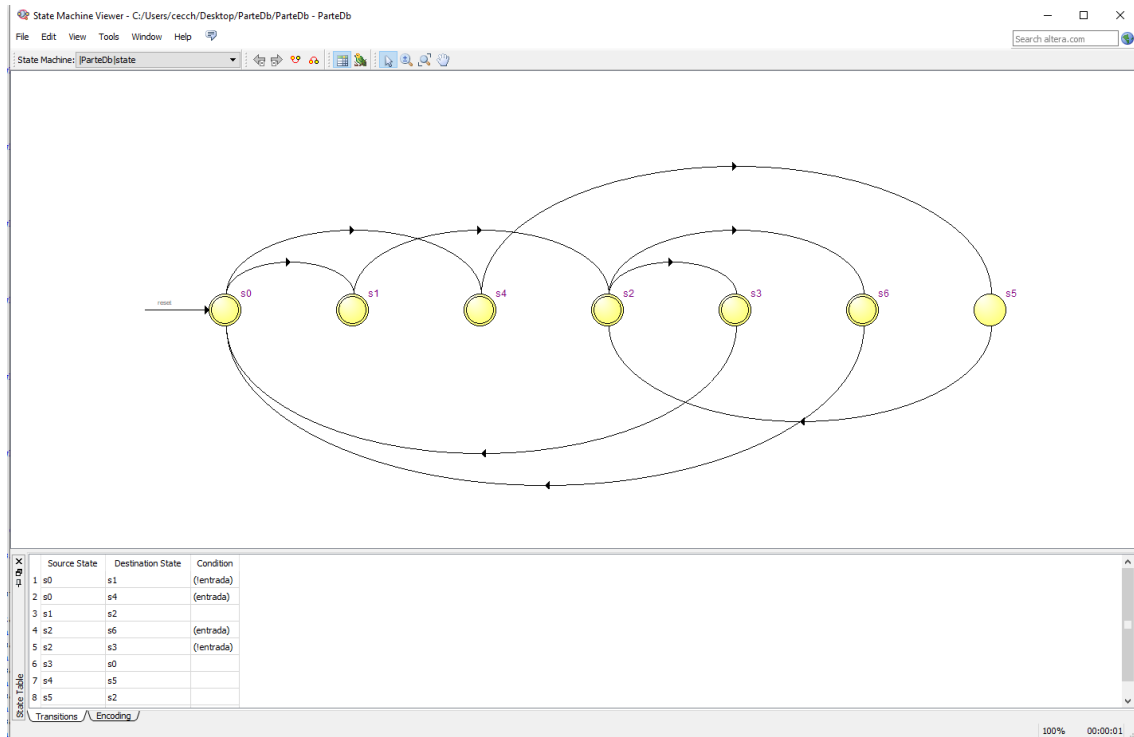 State Machine Viewer - C:/Users/cecch/Desktop/ParteDb/ParteDb - ParteDb
File Edit View Tools Window Help
Search altera.com
State Machine: |ParteDb|state
reset
s0 s1 s4 s2 s3 s6 s5
Source State Destination State Condition
1 s0 s1 (!entrada)
2 s0 s4 (entrada)
3 s1 s2
4 s2 s6 (entrada)
5 s2 s3 (!entrada)
6 s3 s0
7 s4 s5
8 s5 s2
State Table
Transitions Encoding
100% 00:00:01